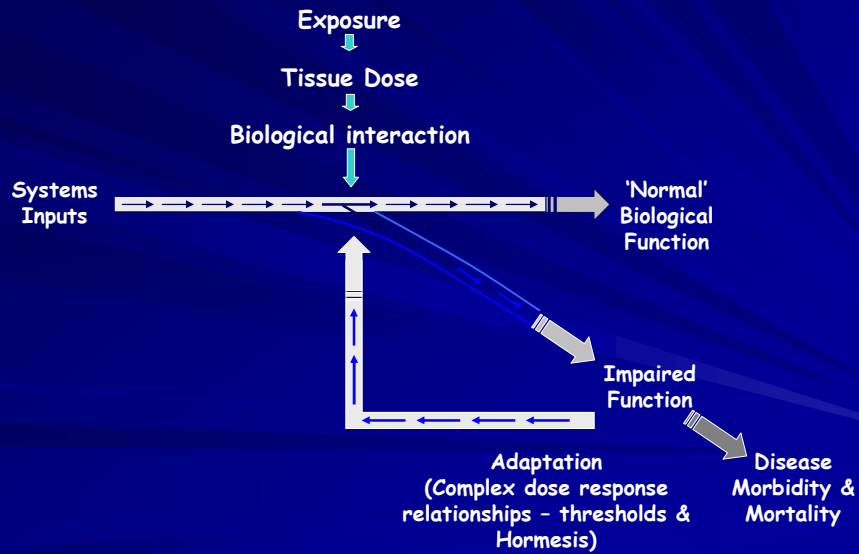 Exposure
Tissue Dose
Biological interaction
Systems
Inputs
‘Normal’
Biological
Function
Impaired
Function
Adaptation
(Complex dose response
relationships – thresholds &
Hormesis)
Disease
Morbidity &
Mortality